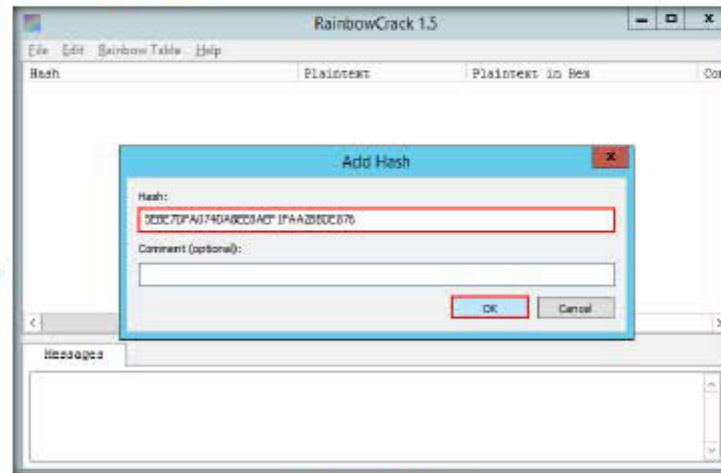 RainbowCrack 1.5
File Edit Rainbow Table Help
Hash Plaintext Plaintext in Hex Com
Add Hash
Hash:
Comment (optional):
OK Cancel
Messages